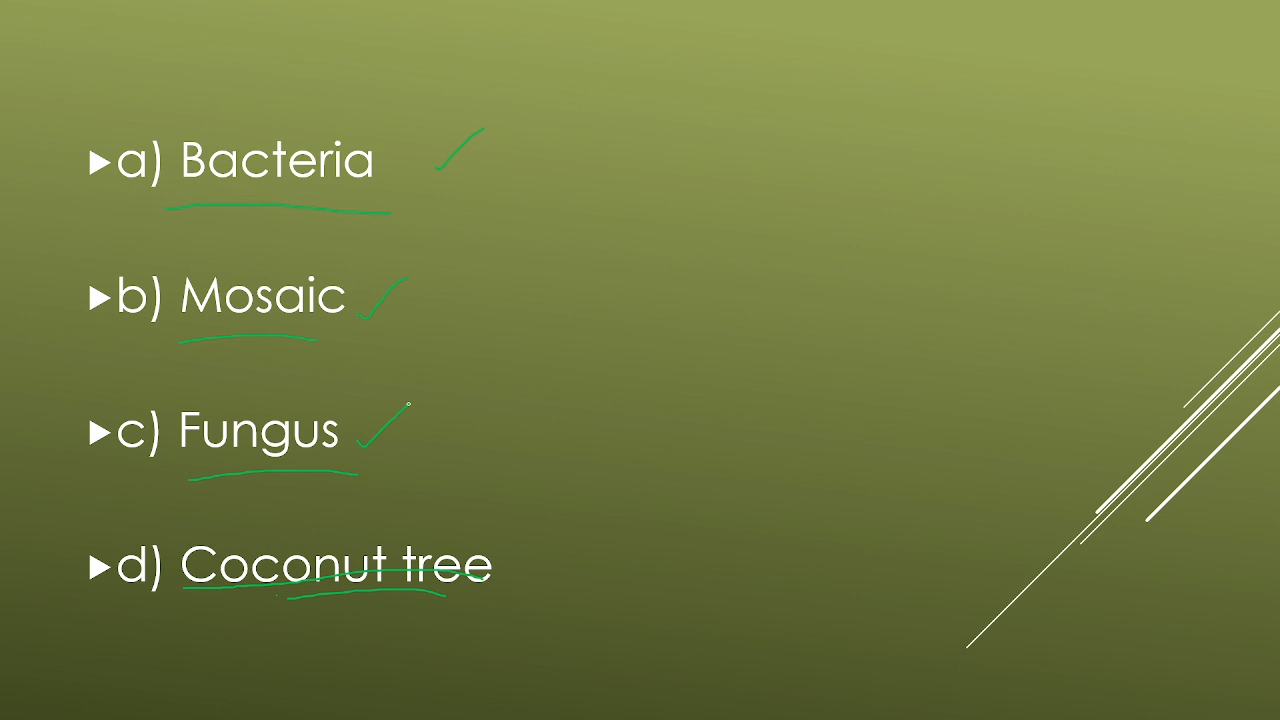 a) Bacteria
b) Mosaic
c) Fungus
d) Coconut tree